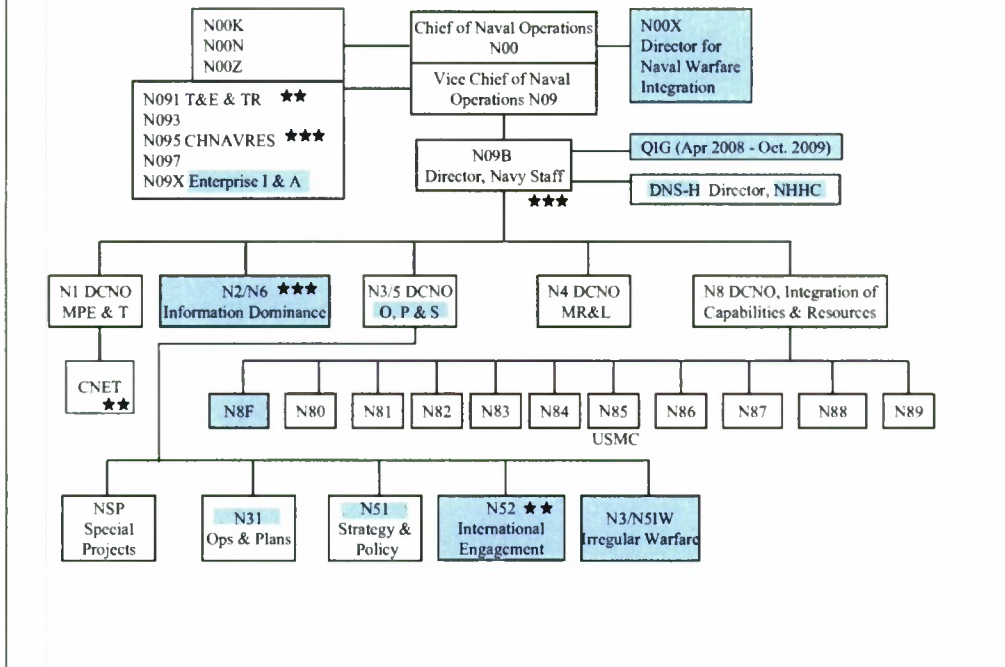 N00K
N00N
N00Z
Chief of Naval Operations
N00
N00X
Director for
Naval Warfare
Integration
Vice Chief of Naval
Operations N09
N091 T&E & TR ★★
N093
N095 CHNAVRES ★★★
N097
N09X Enterprise I & A
N09B
Director, Navy Staff
★★★
QIG (Apr 2008 - Oct. 2009)
DNS-H Director, NHHC
N1 DCNO
MPE & T
N2/N6 ★★★
Information Dominance
N3/5 DCNO
O, P & S
N4 DCNO
MR&L
N8 DCNO, Integration of
Capabilities & Resources
CNET
★★
N8F
N80
N81
N82
N83
N84
N85
N86
N87
N88
N89
USMC
NSP
Special
Projects
N31
Ops & Plans
N51
Strategy &
Policy
N52 ★★
International
Engagement
N3/N5IW
Irregular Warfare